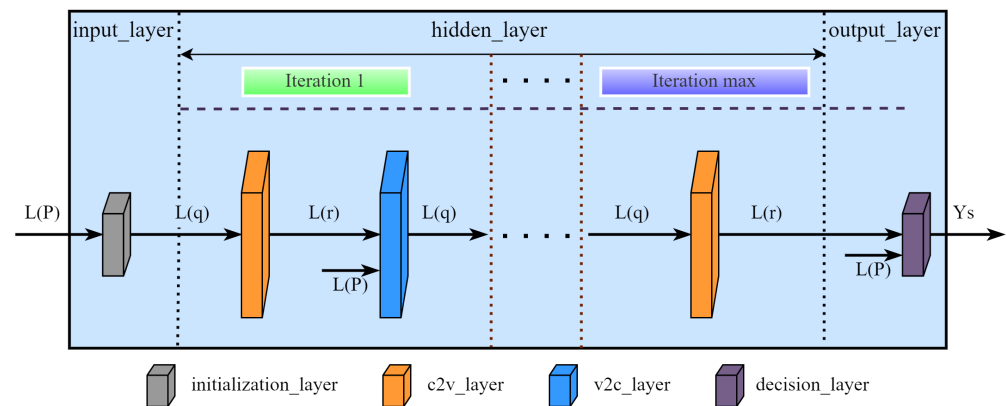 input_layer
hidden_layer
output_layer
Iteration 1
. . . .
Iteration max
L(P)
L(q)
L(r)
L(q)
. . . .
L(q)
L(r)
Ys
L(P)
L(P)
initialization_layer
c2v_layer
v2c_layer
decision_layer